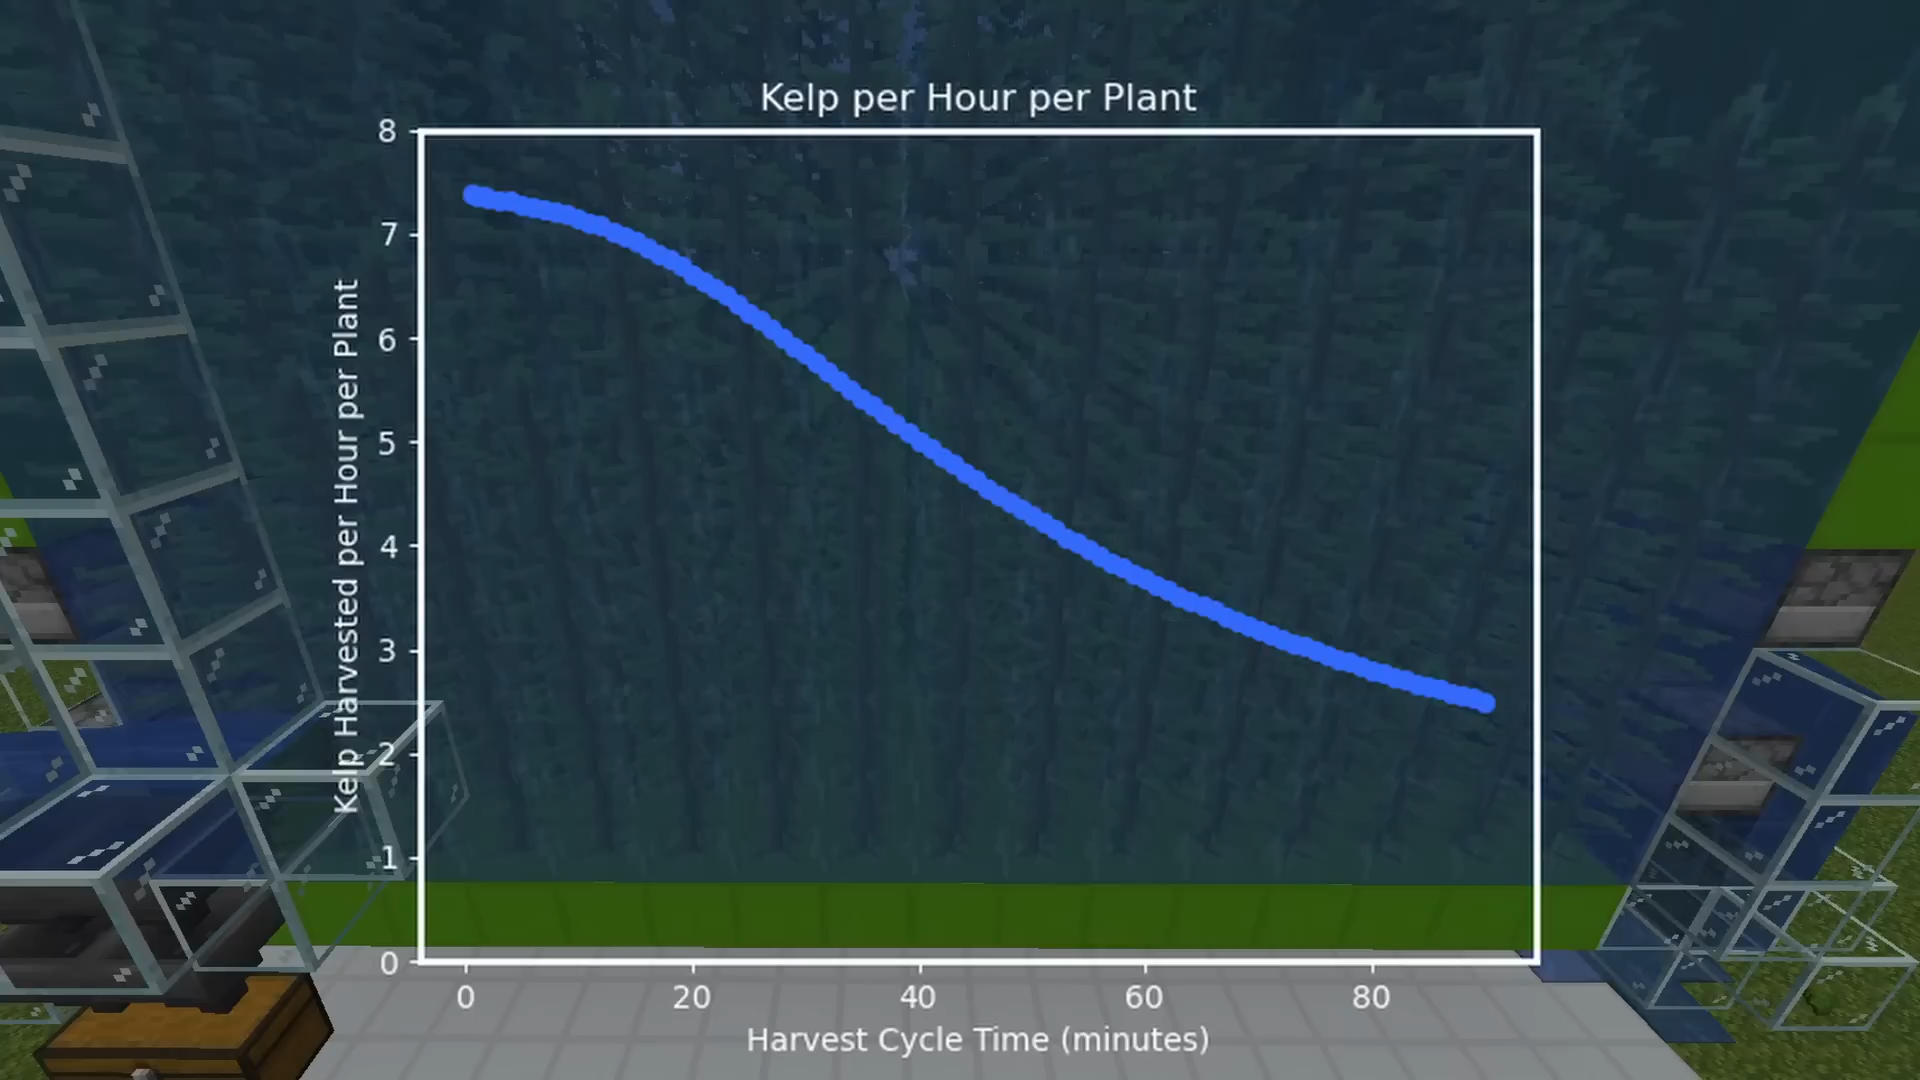 Kelp per Hour per Plant
Kelp Harvested per Hour per Plant
8
7
6
5
4
3
2
1
0
0 20 40 60 80
Harvest Cycle Time (minutes)